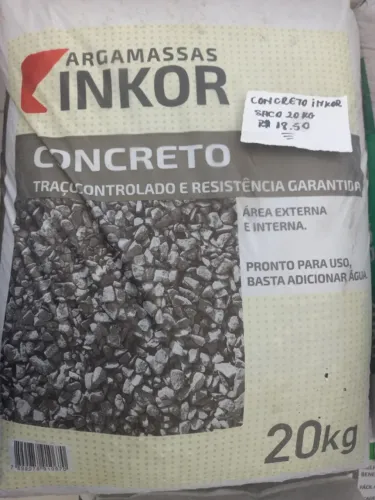 ARGAMASSAS
INKOR
CONCRETO INKOR
SACO 20 KG
R$ 18.50
CONCRETO
TRAÇO CONTROLADO E RESISTÊNCIA GARANTIDA
ÁREA EXTERNA
E INTERNA.
PRONTO PARA USO,
BASTA ADICIONAR ÁGUA.
20kg